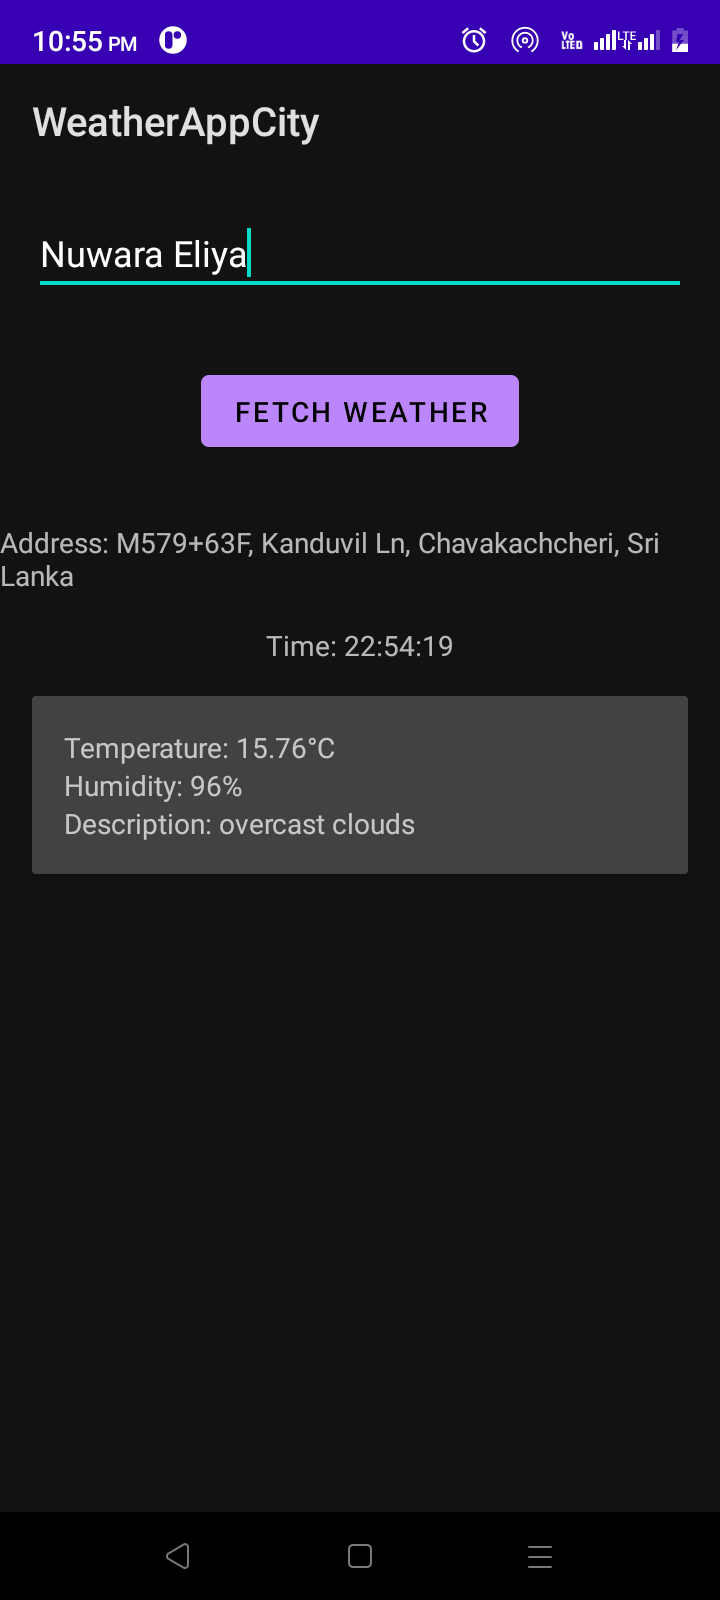 10:55 PM
Vo LTE D LTE
WeatherAppCity
Nuwara Eliya
FETCH WEATHER
Address: M579+63F, Kanduvil Ln, Chavakachcheri, Sri
Lanka
Time: 22:54:19
Temperature: 15.76°C
Humidity: 96%
Description: overcast clouds